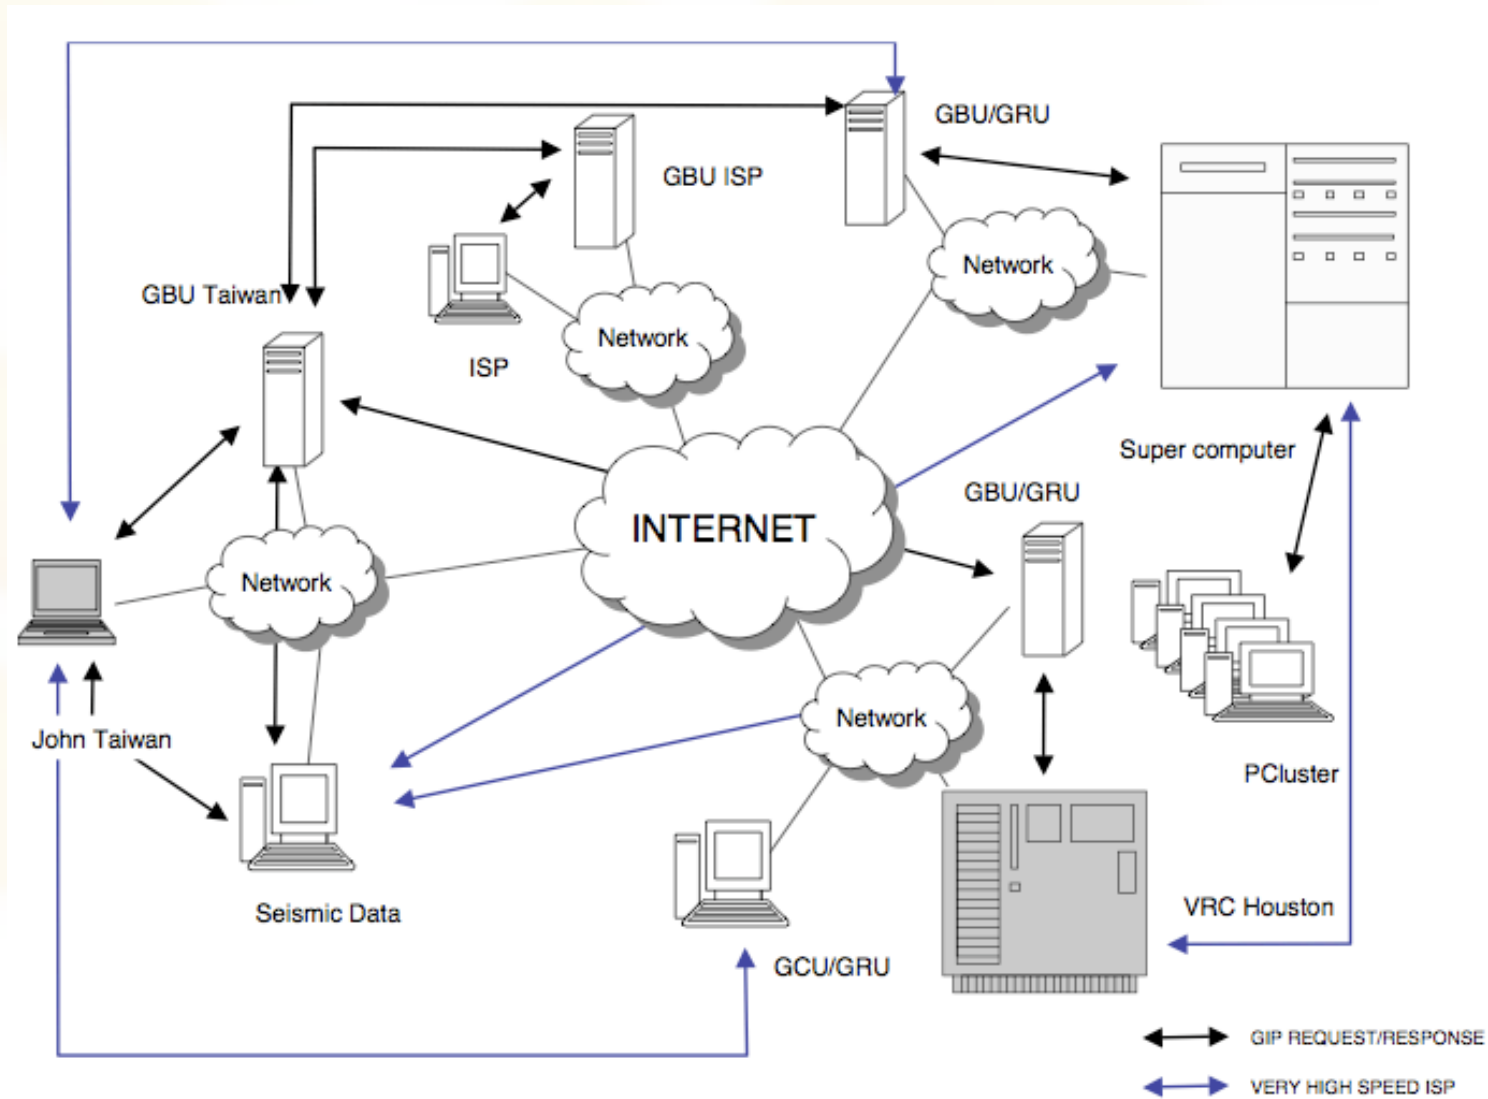 GBU/GRU
GBU ISP
Network
GBU Taiwan
Network
ISP
Super computer
GBU/GRU
INTERNET
Network
Network
John Taiwan
PCluster
Seismic Data
VRC Houston
GCU/GRU
GIP REQUEST/RESPONSE
VERY HIGH SPEED ISP